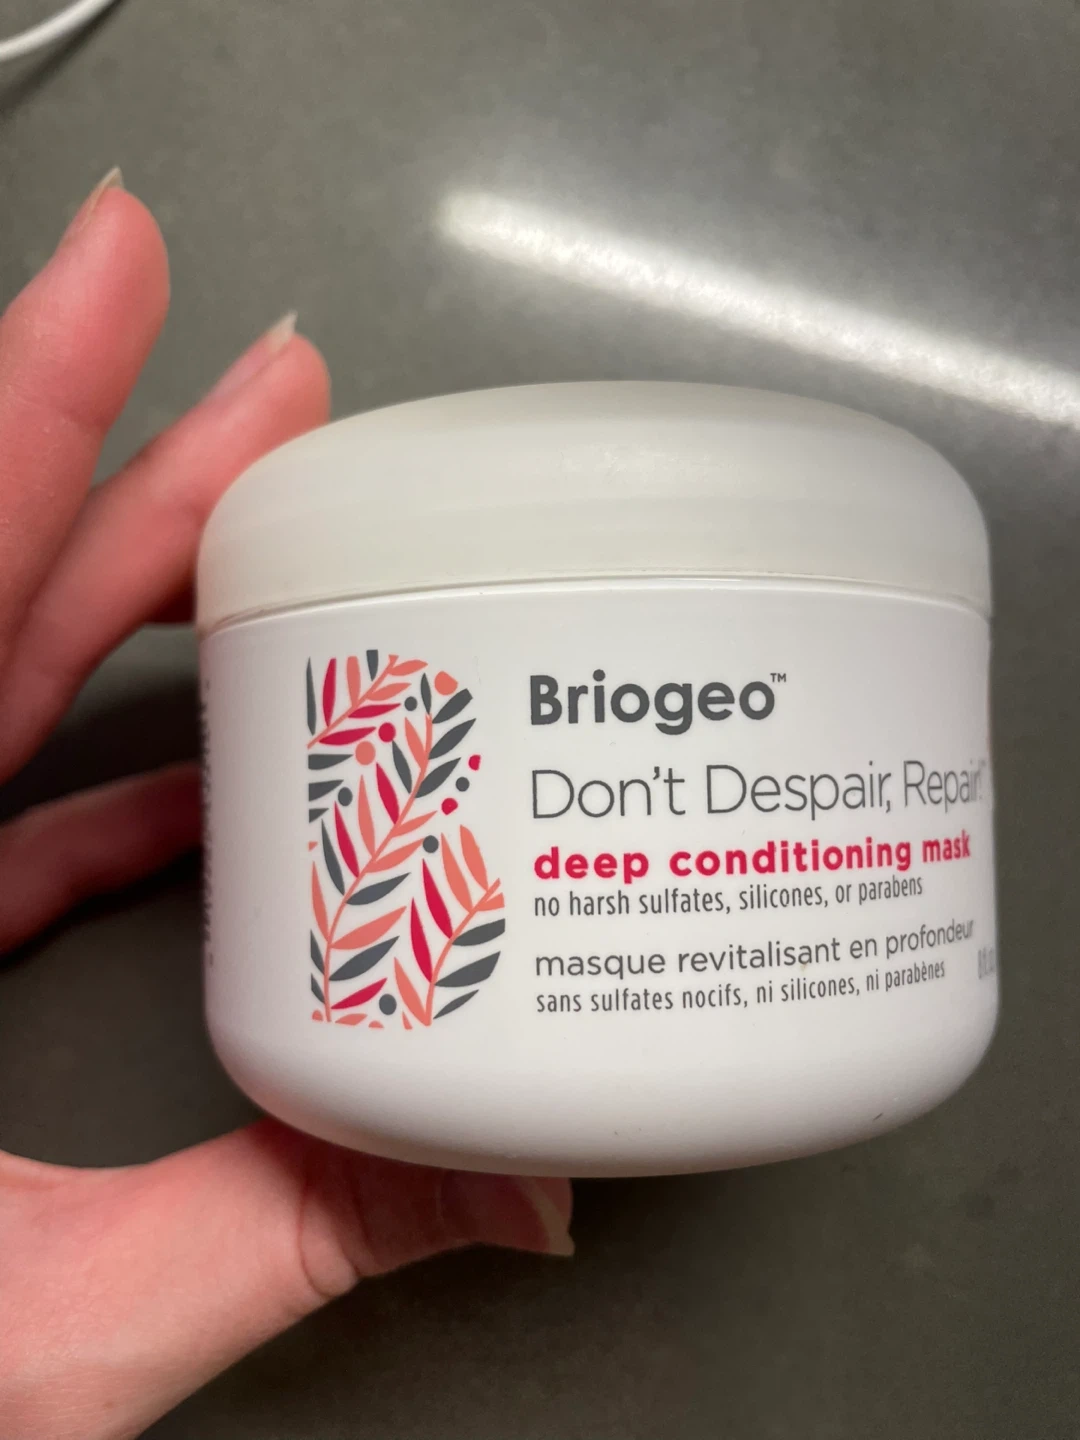 Briogeo™
Don't Despair, Repair!™
deep conditioning mask
no harsh sulfates, silicones, or parabens
masque revitalisant en profondeur
sans sulfates nocifs, ni silicones, ni parabènes